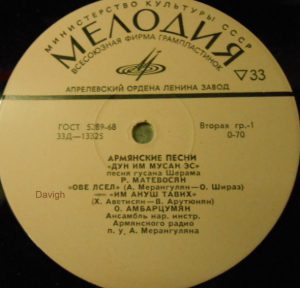 МИНИСТЕРСТВО КУЛЬТУРЫ СССР
МЕЛОДИЯ
ВСЕСОЮЗНАЯ ФИРМА ГРАМПЛАСТИНОК
▽33
АПРЕЛЕВСКИЙ ОРДЕНА ЛЕНИНА ЗАВОД
ГОСТ 5289-68
Вторая гр.-1
33Д—13325
0-70
АРМЯНСКИЕ ПЕСНИ
«ДУН ИМ МУСАН ЭС»
песня гусана Шерама
Р. МАТЕВОСЯН
«ОВЕ ЛСЕЛ» (А. Мерангулян—О. Шираз)
«ИМ АНУШ ТАВИХ»
(Х. Аветисян— В. Арутюнян)
О. АМБАРЦУМЯН
Ансамбль нар. инстр.
Армянского радио
п. у А. Мерангуляна
Davigh